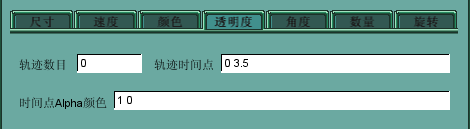 尺寸 速度 颜色 透明度 角度 数量 旋转
轨迹数目 0 轨迹时间点 0 3.5
时间点Alpha颜色 1 0